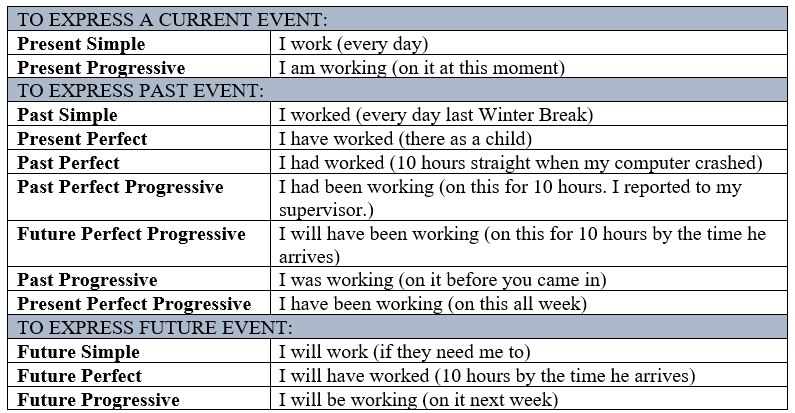 TO EXPRESS A CURRENT EVENT:
Present Simple I work (every day)
Present Progressive I am working (on it at this moment)
TO EXPRESS PAST EVENT:
Past Simple I worked (every day last Winter Break)
Present Perfect I have worked (there as a child)
Past Perfect I had worked (10 hours straight when my computer crashed)
Past Perfect Progressive I had been working (on this for 10 hours. I reported to my
supervisor.)
Future Perfect Progressive I will have been working (on this for 10 hours by the time he
arrives)
Past Progressive I was working (on it before you came in)
Present Perfect Progressive I have been working (on this all week)
TO EXPRESS FUTURE EVENT:
Future Simple I will work (if they need me to)
Future Perfect I will have worked (10 hours by the time he arrives)
Future Progressive I will be working (on it next week)